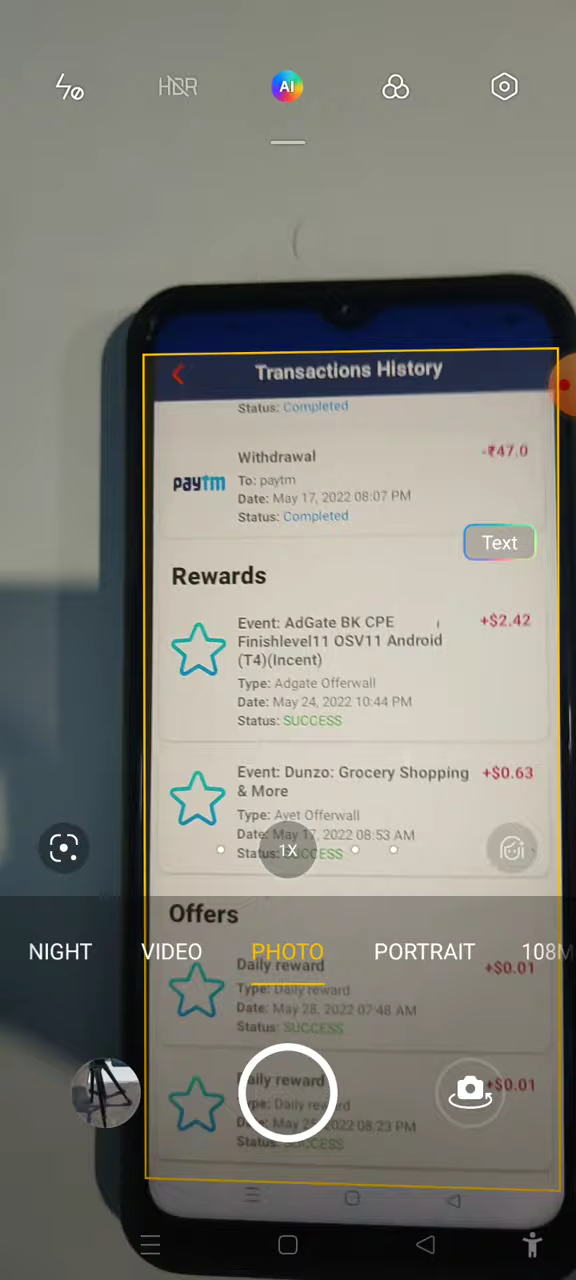 HDR
AI
Transactions History
Status: Completed
Withdrawal
-₹47.0
paytm
To: paytm
Date: May 17, 2022 08:07 PM
Status: Completed
Text
Rewards
Event: AdGate BK CPE
+$2.42
Finishlevel11 OSV11 Android
(T4)(Incent)
Type: Adgate Offerwall
Date: May 24, 2022 10:44 PM
Status: SUCCESS
Event: Dunzo: Grocery Shopping
+$0.63
& More
Type: Ayet Offerwall
Date: May 17, 2022 08:53 AM
Status: SUCCESS
1X
Offers
NIGHT VIDEO PHOTO PORTRAIT 108M
Daily reward
+$0.01
Type: Daily reward
Date: May 28, 2022 07:48 AM
Status: SUCCESS
Daily reward
+$0.01
Type: Daily reward
2022 08:23 PM
Status: SUCCESS